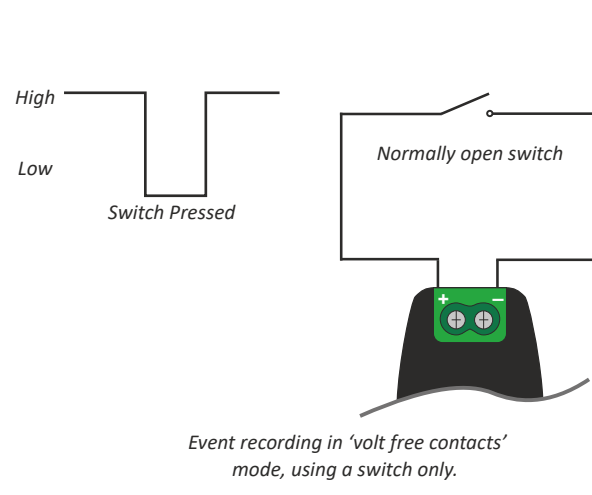 High
Low
Switch Pressed
Normally open switch
+ −
Event recording in ‘volt free contacts’
mode, using a switch only.